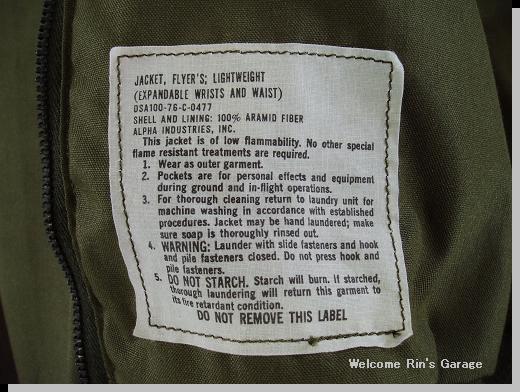 JACKET, FLYER'S; LIGHTWEIGHT
(EXPANDABLE WRISTS AND WAIST)
DSA100-76-C-0477
SHELL AND LINING: 100% ARAMID FIBER
ALPHA INDUSTRIES, INC.
This jacket is of low flammability. No other special
flame resistant treatments are required.
1. Wear as outer garment.
2. Pockets are for personal effects and equipment
during ground and in-flight operations.
3. For thorough cleaning return to laundry unit for
machine washing in accordance with established
procedures. Jacket may be hand laundered; make
sure soap is thoroughly rinsed out.
4. WARNING: Launder with slide fasteners and hook
and pile fasteners closed. Do not press hook and
pile fasteners.
5. DO NOT STARCH. Starch will burn. If starched,
thorough laundering will return this garment to
its fire retardant condition.
DO NOT REMOVE THIS LABEL
Welcome Rin's Garage